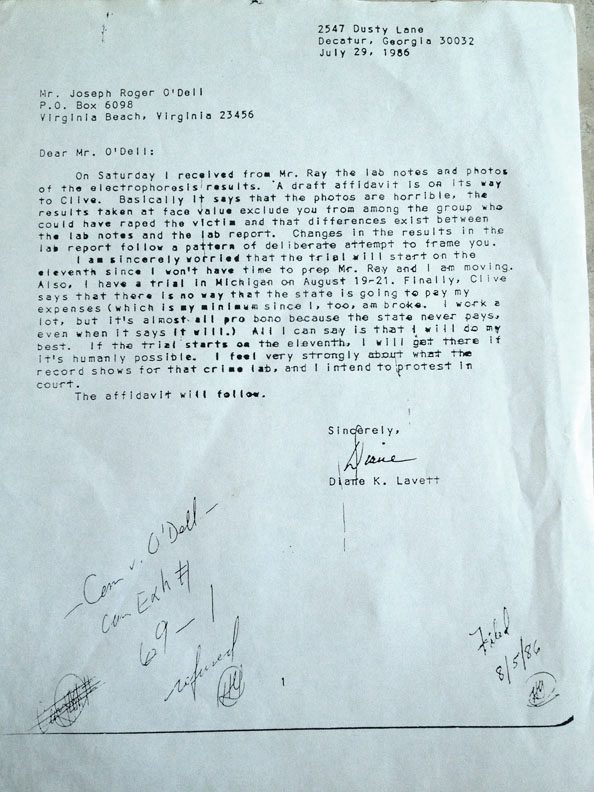 2547 Dusty Lane
Decatur, Georgia 30032
July 29, 1986
Mr. Joseph Roger O'Dell
P.O. Box 6098
Virginia Beach, Virginia 23456
Dear Mr. O'Dell:
On Saturday I received from Mr. Ray the lab notes and photos
of the electrophoresis results. A draft affidavit is on its way
to Clive. Basically it says that the photos are horrible, the
results taken at face value exclude you from among the group who
could have raped the victim and that differences exist between
the lab notes and the lab report. Changes in the results in the
lab report follow a pattern of deliberate attempt to frame you.
I am sincerely worried that the trial will start on the
eleventh since I won't have time to prep Mr. Ray and I am moving.
Also, I have a trial in Michigan on August 19-21. Finally, Clive
says that there is no way that the state is going to pay my
expenses (which is my minimum since I, too, am broke. I work a
lot, but it's almost all pro bono because the state never pays,
even when it says it will.) All I can say is that I will do my
best. If the trial starts on the eleventh, I will get there if
it's humanly possible. I feel very strongly about what the
record shows for that crime lab, and I intend to protest in
court.
The affidavit will follow.
Sincerely,
Diane
Diane K. Lavett
- Com v. O'Dell -
Com Exh #
69-1
refused
Filed
8/5/86
1